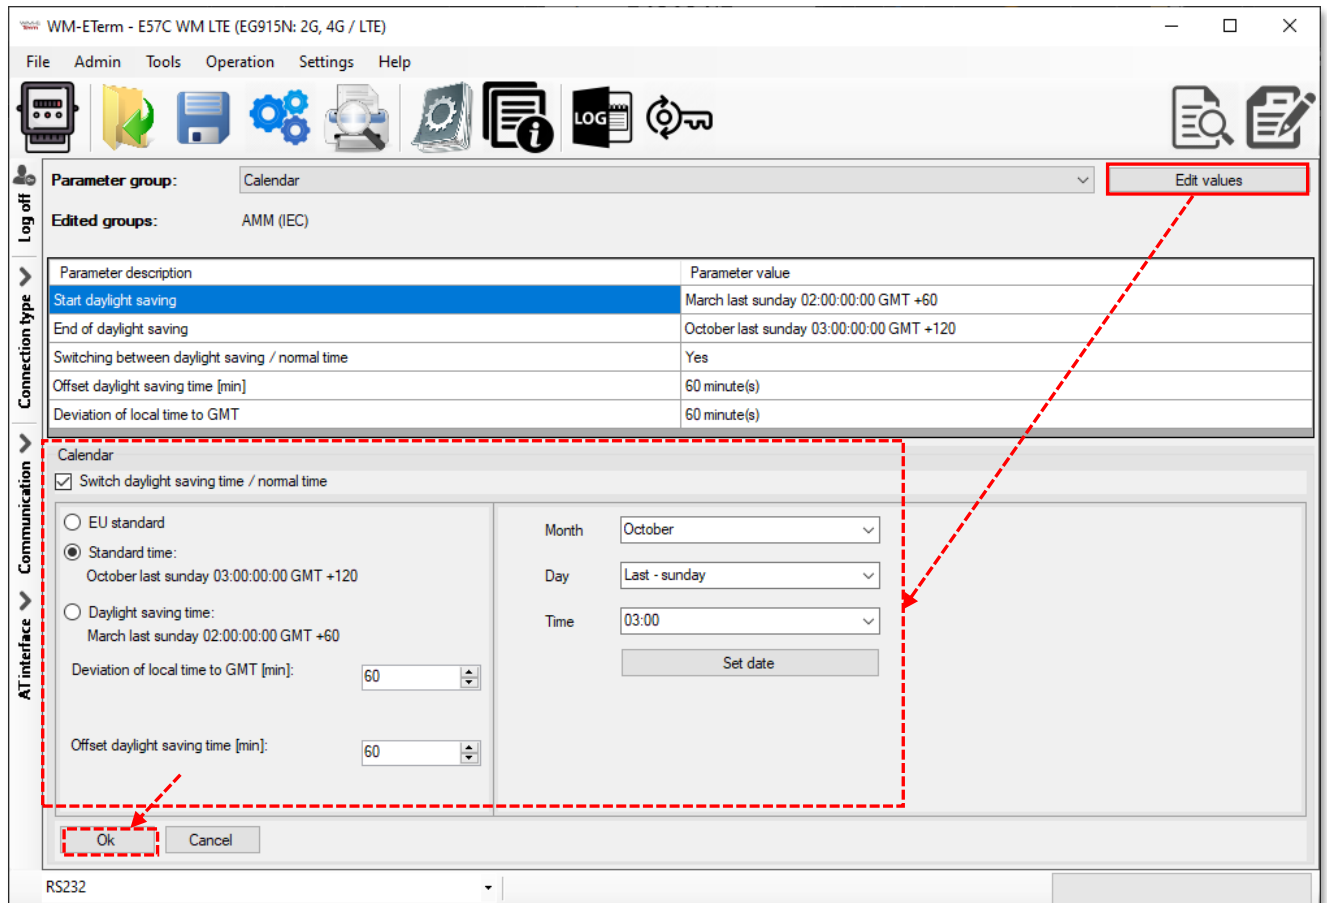 WM-ETerm - E57C WM LTE (EG915N: 2G, 4G / LTE)
File Admin Tools Operation Settings Help
LOG
Log off
Connection type
Communication
AT interface
Parameter group: Calendar Edit values
Edited groups: AMM (IEC)
Parameter description Parameter value
Start daylight saving March last sunday 02:00:00:00 GMT +60
End of daylight saving October last sunday 03:00:00:00 GMT +120
Switching between daylight saving / normal time Yes
Offset daylight saving time [min] 60 minute(s)
Deviation of local time to GMT 60 minute(s)
Calendar
Switch daylight saving time / normal time
EU standard
Standard time:
October last sunday 03:00:00:00 GMT +120
Daylight saving time:
March last sunday 02:00:00:00 GMT +60
Deviation of local time to GMT [min]: 60
Offset daylight saving time [min]: 60
Month October
Day Last - sunday
Time 03:00
Set date
Ok Cancel
RS232